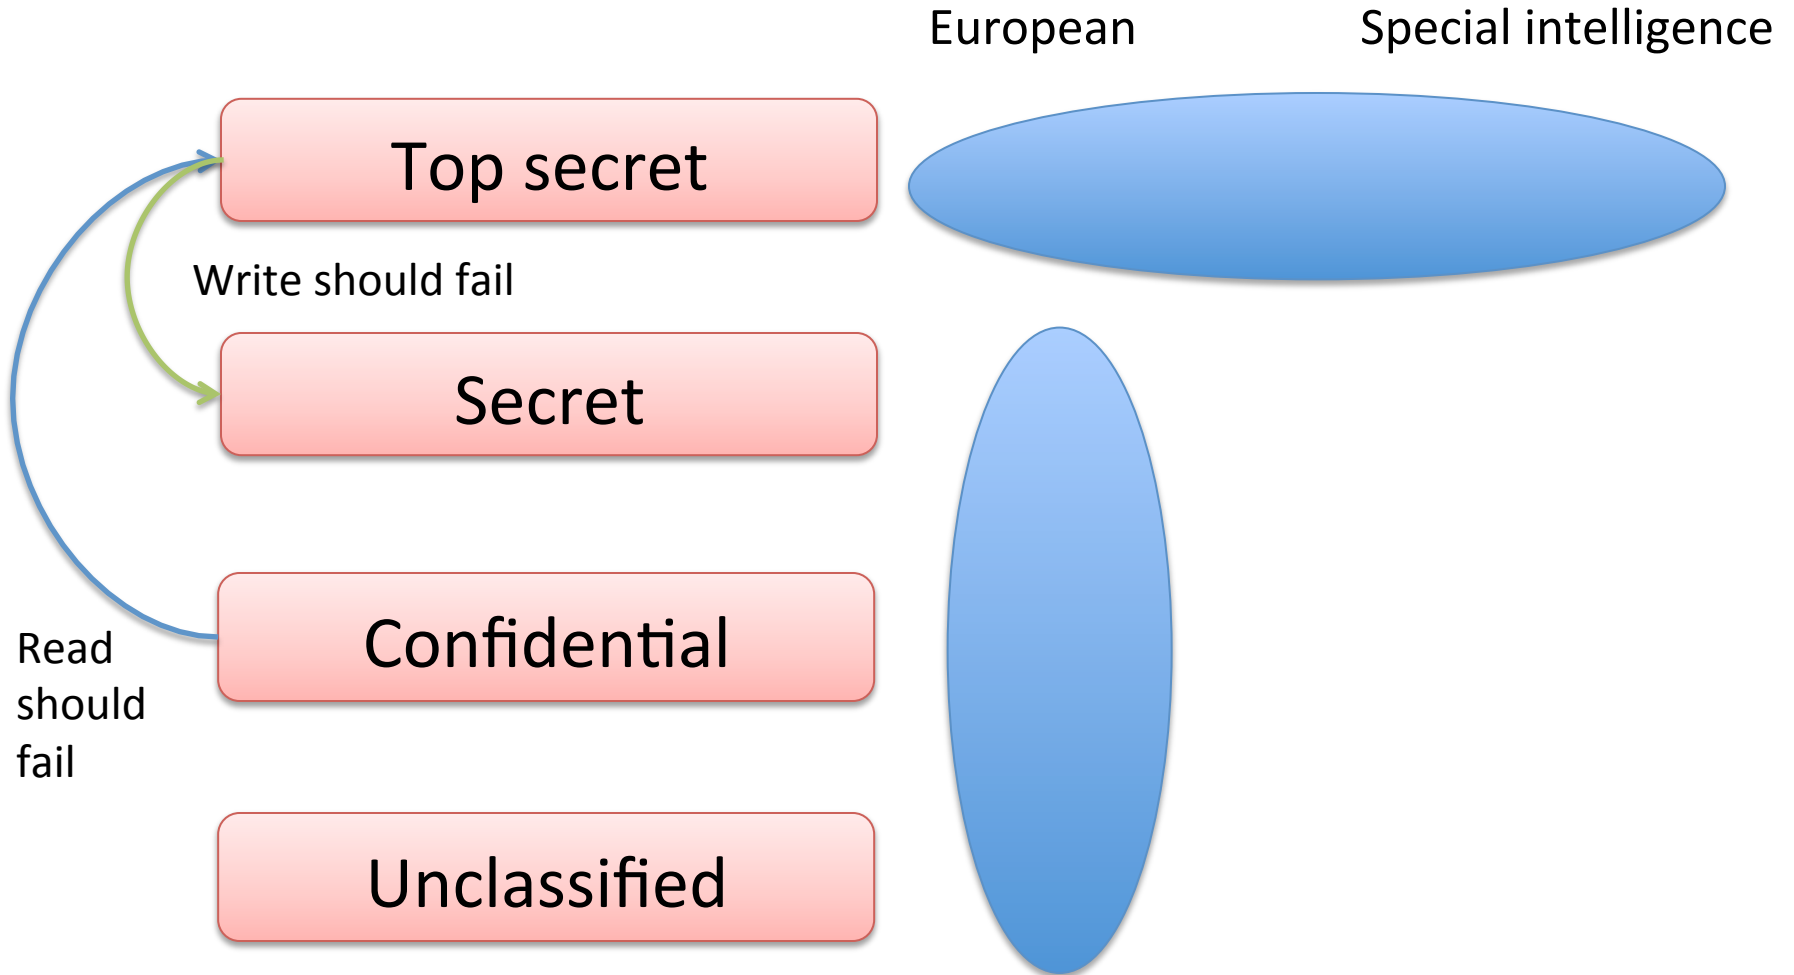 European
Special intelligence
Top secret
Write should fail
Secret
Confidential
Read
should
fail
Unclassified